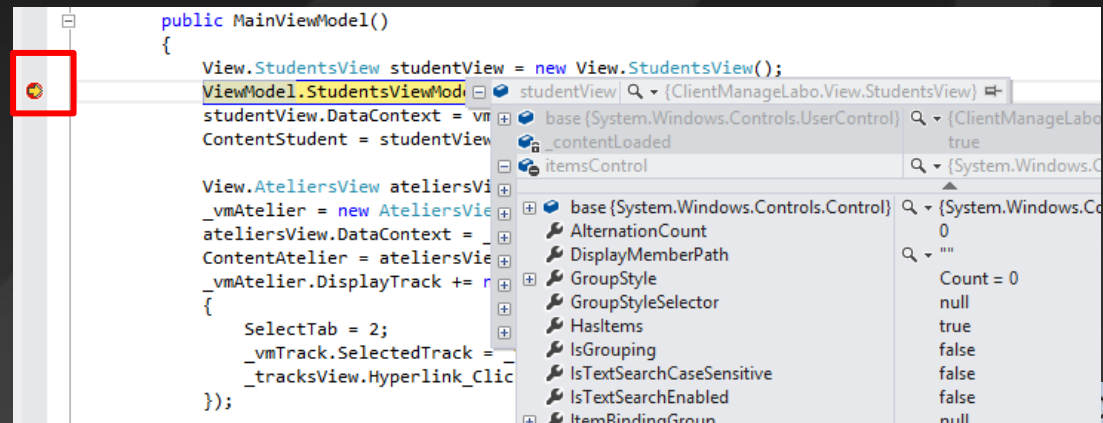 public MainViewModel()
{
View.StudentsView studentView = new View.StudentsView();
ViewModel.StudentsViewMode
studentView.DataContext = vm
ContentStudent = studentView
View.AteliersView ateliersVi
_vmAtelier = new AteliersVie
ateliersView.DataContext = _
ContentAtelier = ateliersVie
_vmAtelier.DisplayTrack += n
{
SelectTab = 2;
_vmTrack.SelectedTrack = _
_tracksView.Hyperlink_Clic
});
studentView {ClientManageLabo.View.StudentsView}
base {System.Windows.Controls.UserControl} {ClientManageLabo
_contentLoaded true
itemsControl {System.Windows.C
base {System.Windows.Controls.Control} {System.Windows.Co
AlternationCount 0
DisplayMemberPath ""
GroupStyle Count = 0
GroupStyleSelector null
HasItems true
IsGrouping false
IsTextSearchCaseSensitive false
IsTextSearchEnabled false
ItemBindingGroup null